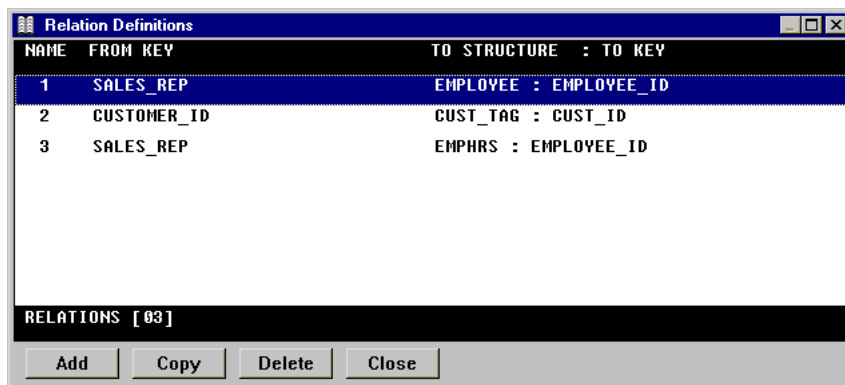 Relation Definitions
NAME FROM KEY TO STRUCTURE : TO KEY
1 SALES_REP EMPLOYEE : EMPLOYEE_ID
2 CUSTOMER_ID CUST_TAG : CUST_ID
3 SALES_REP EMPHRS : EMPLOYEE_ID
RELATIONS [03]
Add Copy Delete Close